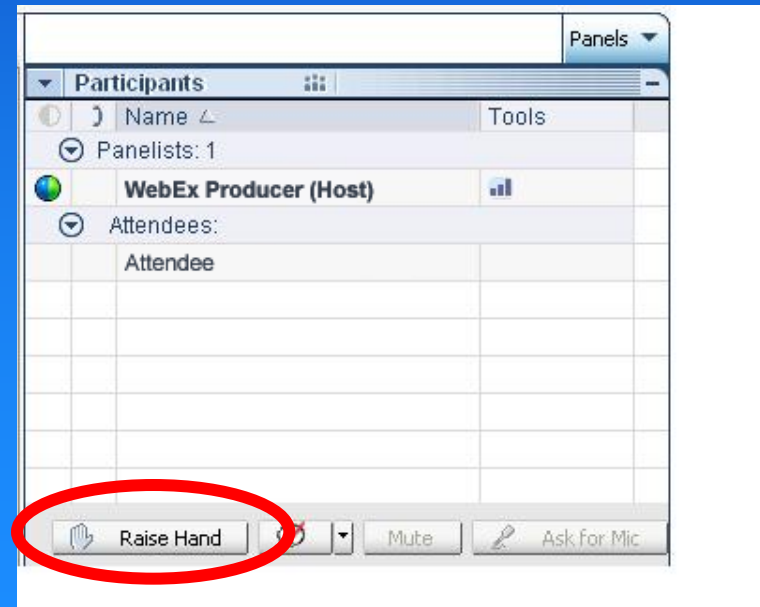 Panels
Participants
Name Tools
Panelists: 1
WebEx Producer (Host)
Attendees:
Attendee
Raise Hand Mute Ask for Mic